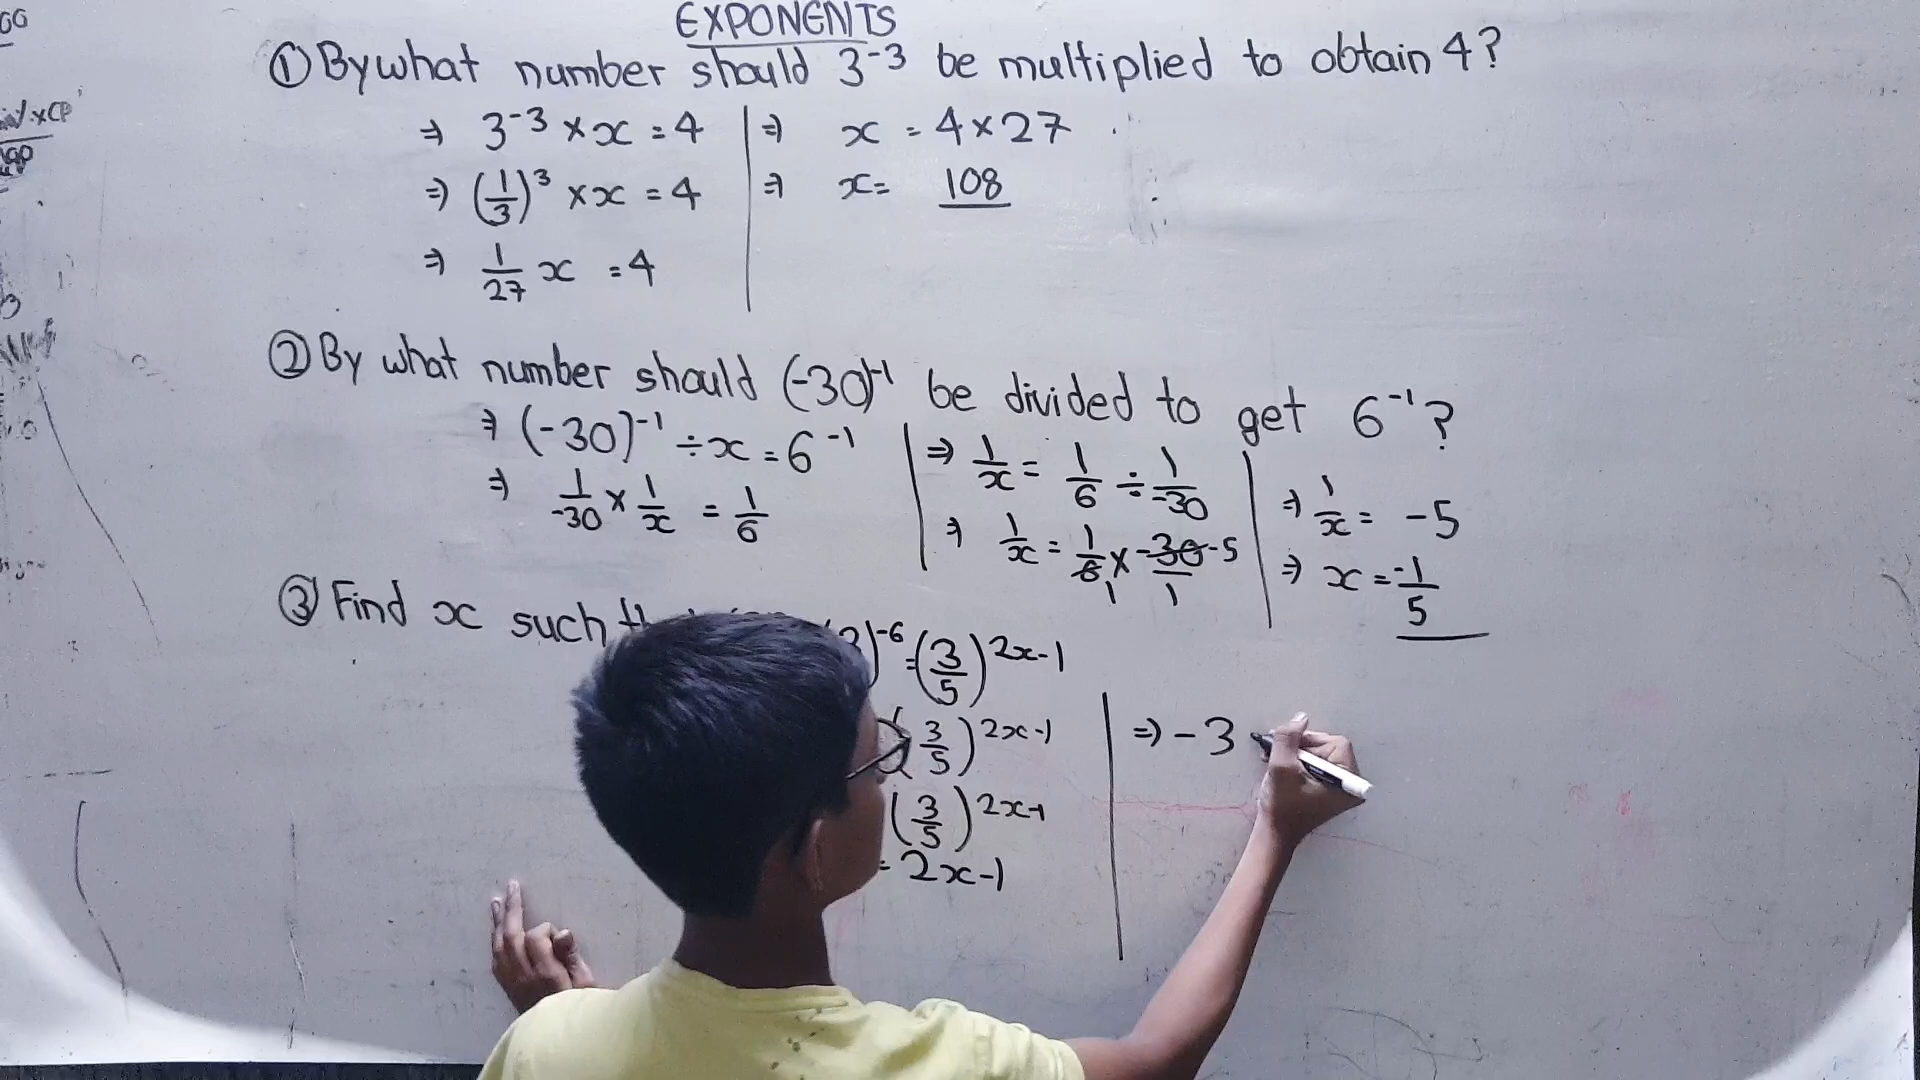 EXPONENTS
① By what number should 3⁻³ be multiplied to obtain 4?
⇒ 3⁻³ × x = 4
⇒ (1/3)³ × x = 4
⇒ 1/27 x = 4
⇒ x = 4 × 27
⇒ x = 108
② By what number should (-30)⁻¹ be divided to get 6⁻¹?
⇒ (-30)⁻¹ ÷ x = 6⁻¹
⇒ 1/-30 × 1/x = 1/6
⇒ 1/x = 1/6 ÷ 1/-30
⇒ 1/x = 1/6 × -30/1 -5
1 1
⇒ 1/x = -5
⇒ x = -1/5
③ Find x such
)⁻⁶ = (3/5)²ˣ⁻¹
(3/5)²ˣ⁻¹
(3/5)²ˣ⁻¹
= 2x-1
⇒ -3